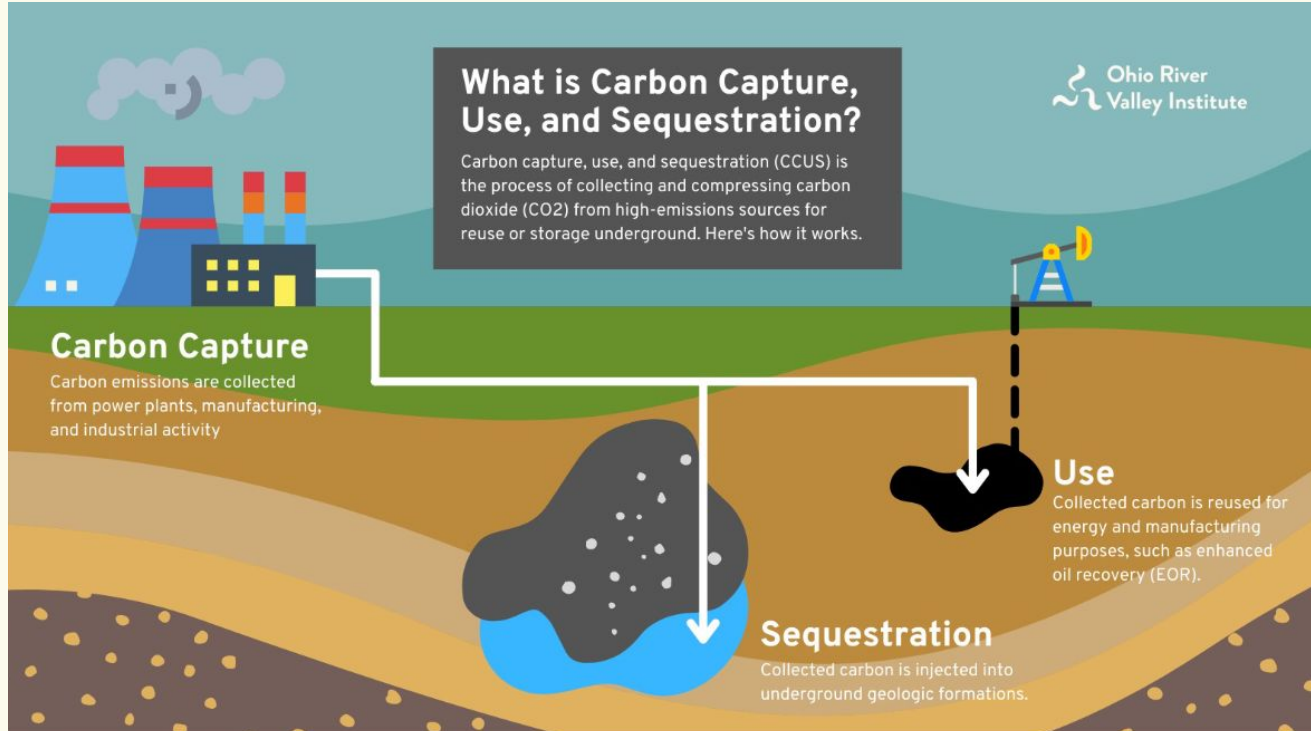 What is Carbon Capture,
Use, and Sequestration?
Carbon capture, use, and sequestration (CCUS) is
the process of collecting and compressing carbon
dioxide (CO2) from high-emissions sources for
reuse or storage underground. Here's how it works.
Ohio River
Valley Institute
Carbon Capture
Carbon emissions are collected
from power plants, manufacturing,
and industrial activity
Use
Collected carbon is reused for
energy and manufacturing
purposes, such as enhanced
oil recovery (EOR).
Sequestration
Collected carbon is injected into
underground geologic formations.